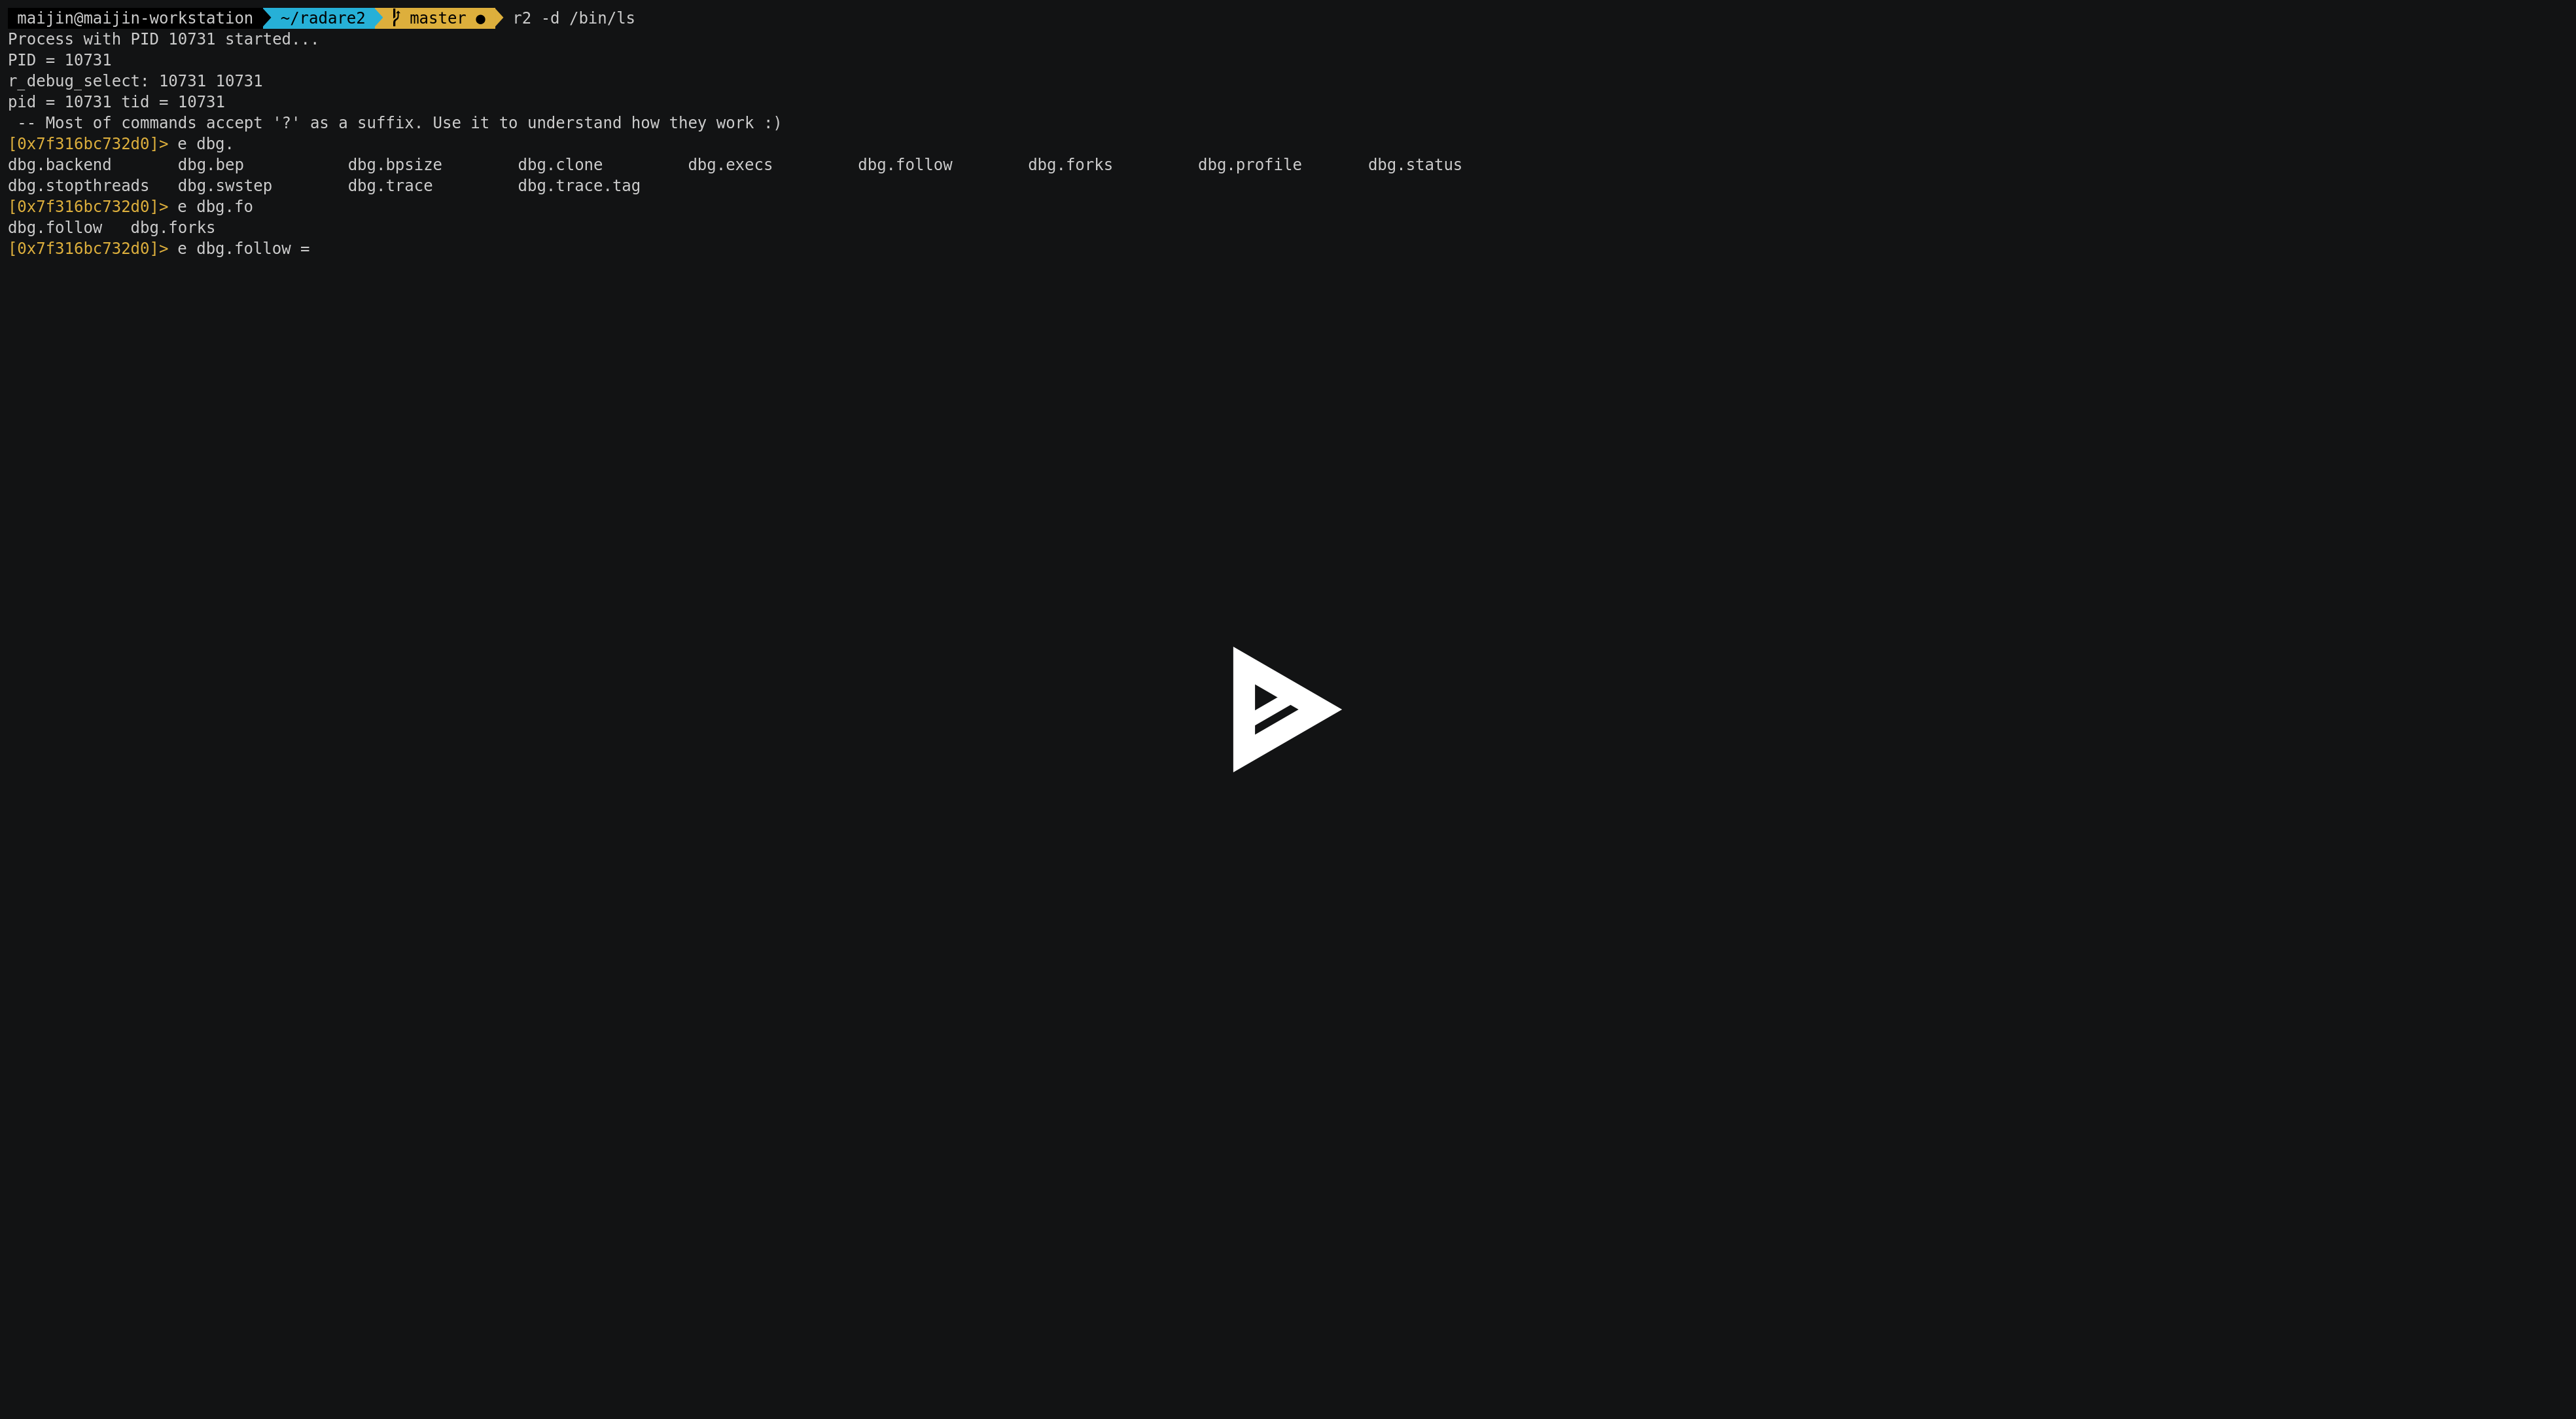 maijin@maijin-workstation ~/radare2 master ● r2 -d /bin/ls
Process with PID 10731 started...
PID = 10731
r_debug_select: 10731 10731
pid = 10731 tid = 10731
 -- Most of commands accept '?' as a suffix. Use it to understand how they work :)
[0x7f316bc732d0]> e dbg.
dbg.backend dbg.bep dbg.bpsize dbg.clone dbg.execs dbg.follow dbg.forks dbg.profile dbg.status
dbg.stopthreads dbg.swstep dbg.trace dbg.trace.tag
[0x7f316bc732d0]> e dbg.fo
dbg.follow dbg.forks
[0x7f316bc732d0]> e dbg.follow =